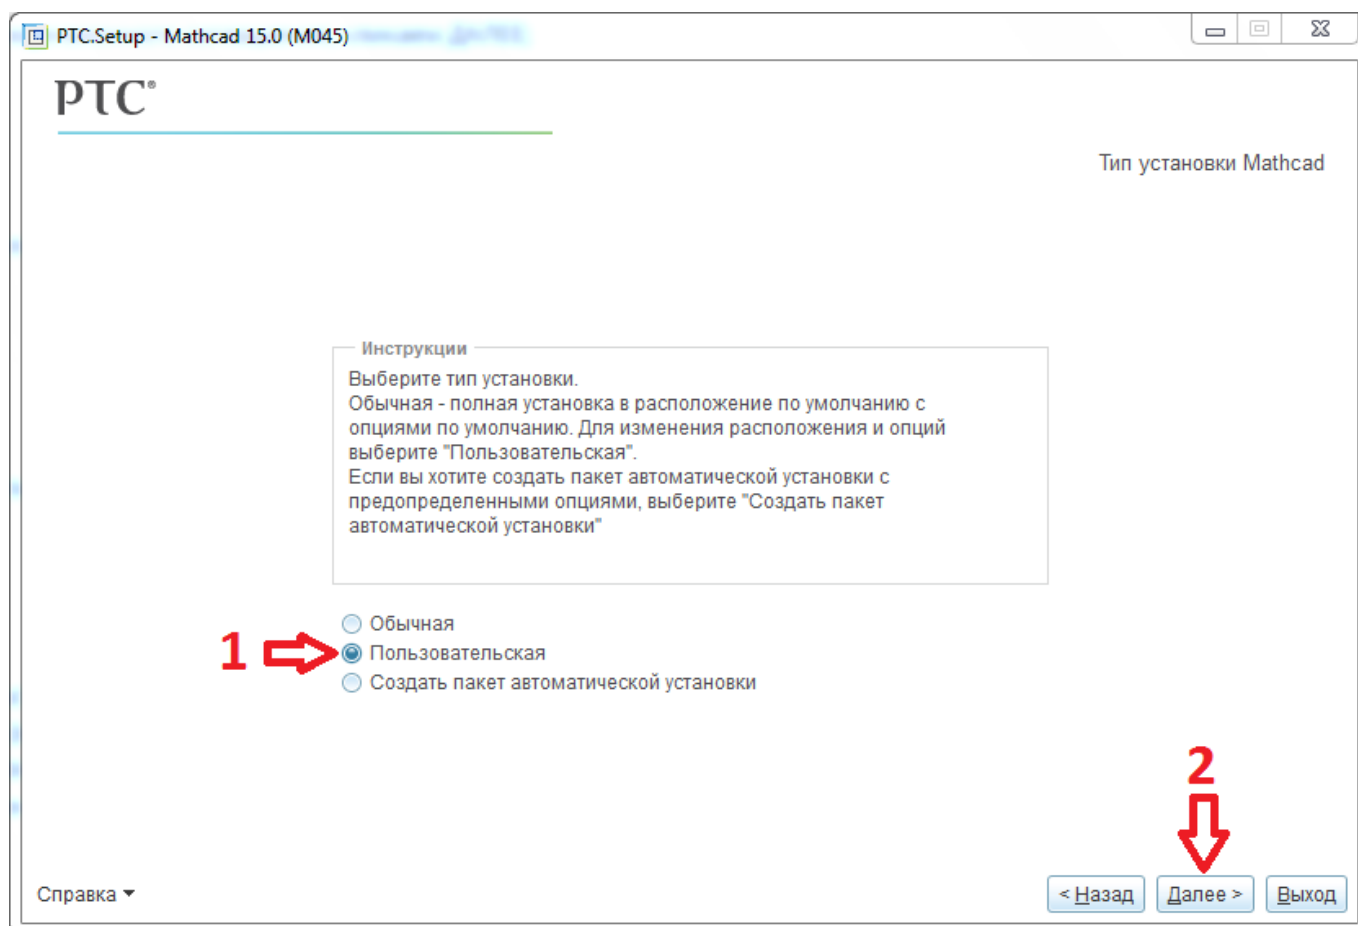 PTC.Setup - Mathcad 15.0 (M045)
PTC®
Тип установки Mathcad
Инструкции
Выберите тип установки.
Обычная - полная установка в расположение по умолчанию с
опциями по умолчанию. Для изменения расположения и опций
выберите "Пользовательская".
Если вы хотите создать пакет автоматической установки с
предопределенными опциями, выберите "Создать пакет
автоматической установки"
Обычная
1 Пользовательская
Создать пакет автоматической установки
2
Справка
< Назад Далее > Выход